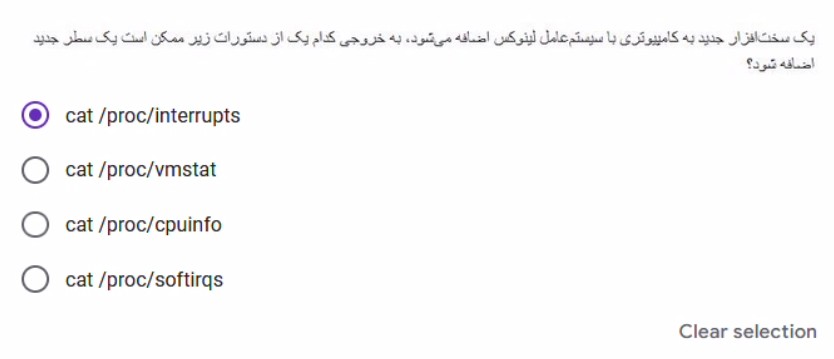 یک سخت‌افزار جدید به کامپیوتری با سیستم‌عامل لینوکس اضافه می‌شود، به خروجی کدام یک از دستورات زیر ممکن است یک سطر جدید
اضافه شود؟
cat /proc/interrupts
cat /proc/vmstat
cat /proc/cpuinfo
cat /proc/softirqs
Clear selection